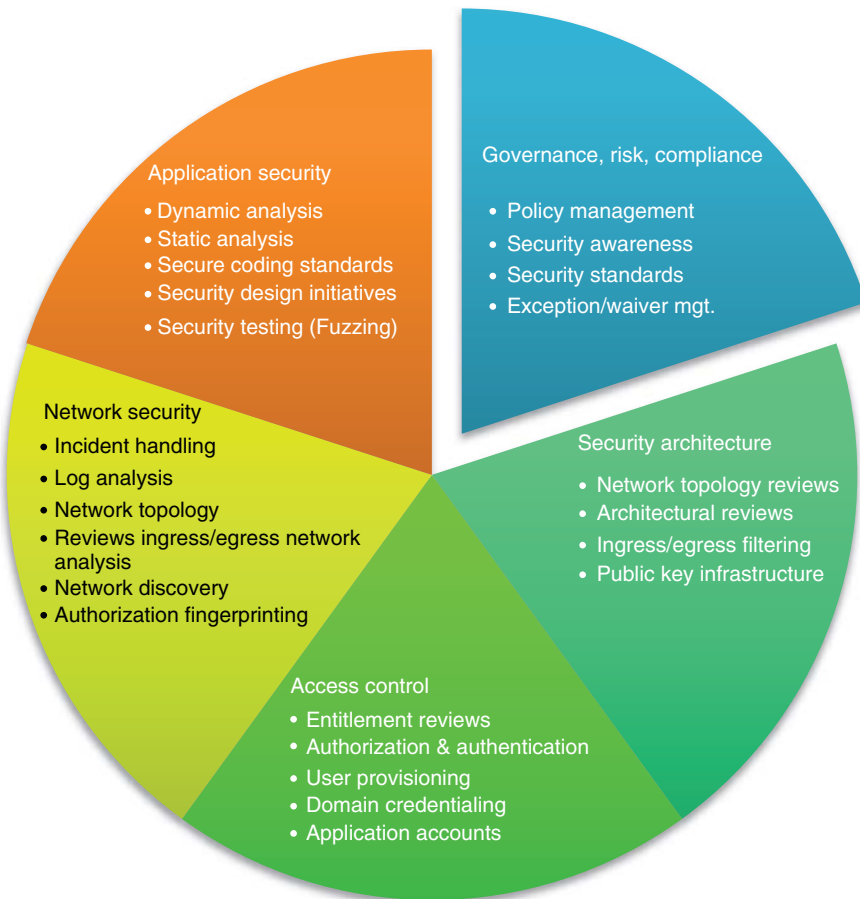 Application security
• Dynamic analysis
• Static analysis
• Secure coding standards
• Security design initiatives
• Security testing (Fuzzing)
Governance, risk, compliance
• Policy management
• Security awareness
• Security standards
• Exception/waiver mgt.
Network security
• Incident handling
• Log analysis
• Network topology
• Reviews ingress/egress network
analysis
• Network discovery
• Authorization fingerprinting
Security architecture
• Network topology reviews
• Architectural reviews
• Ingress/egress filtering
• Public key infrastructure
Access control
• Entitlement reviews
• Authorization & authentication
• User provisioning
• Domain credentialing
• Application accounts